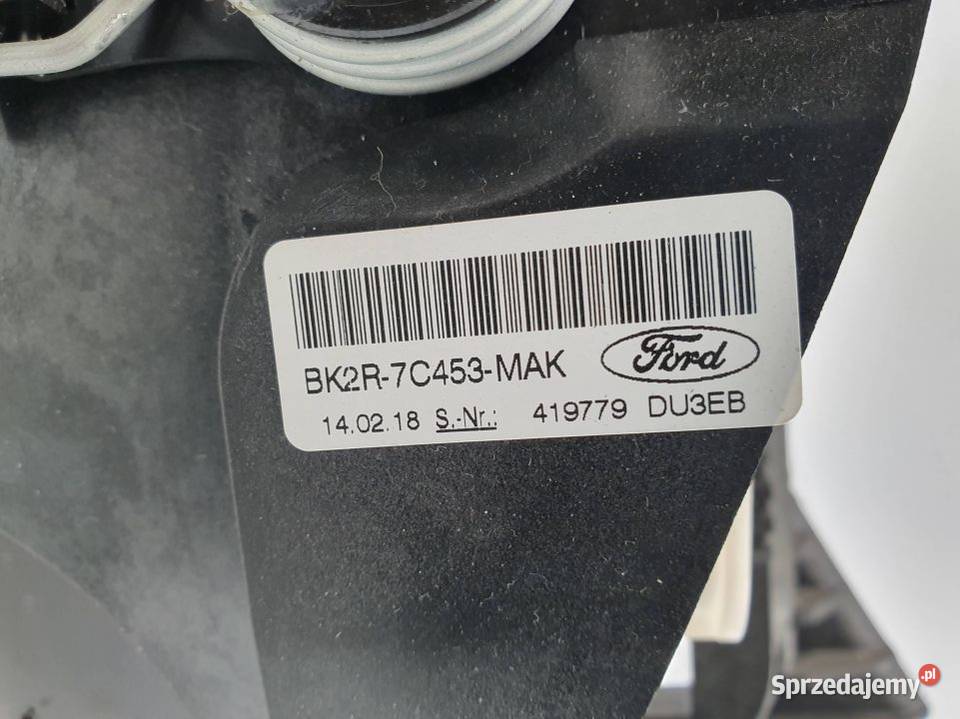 BK2R-7C453-MAK Ford
14.02.18 S.-Nr.: 419779 DU3EB
Sprzedajemy.pl